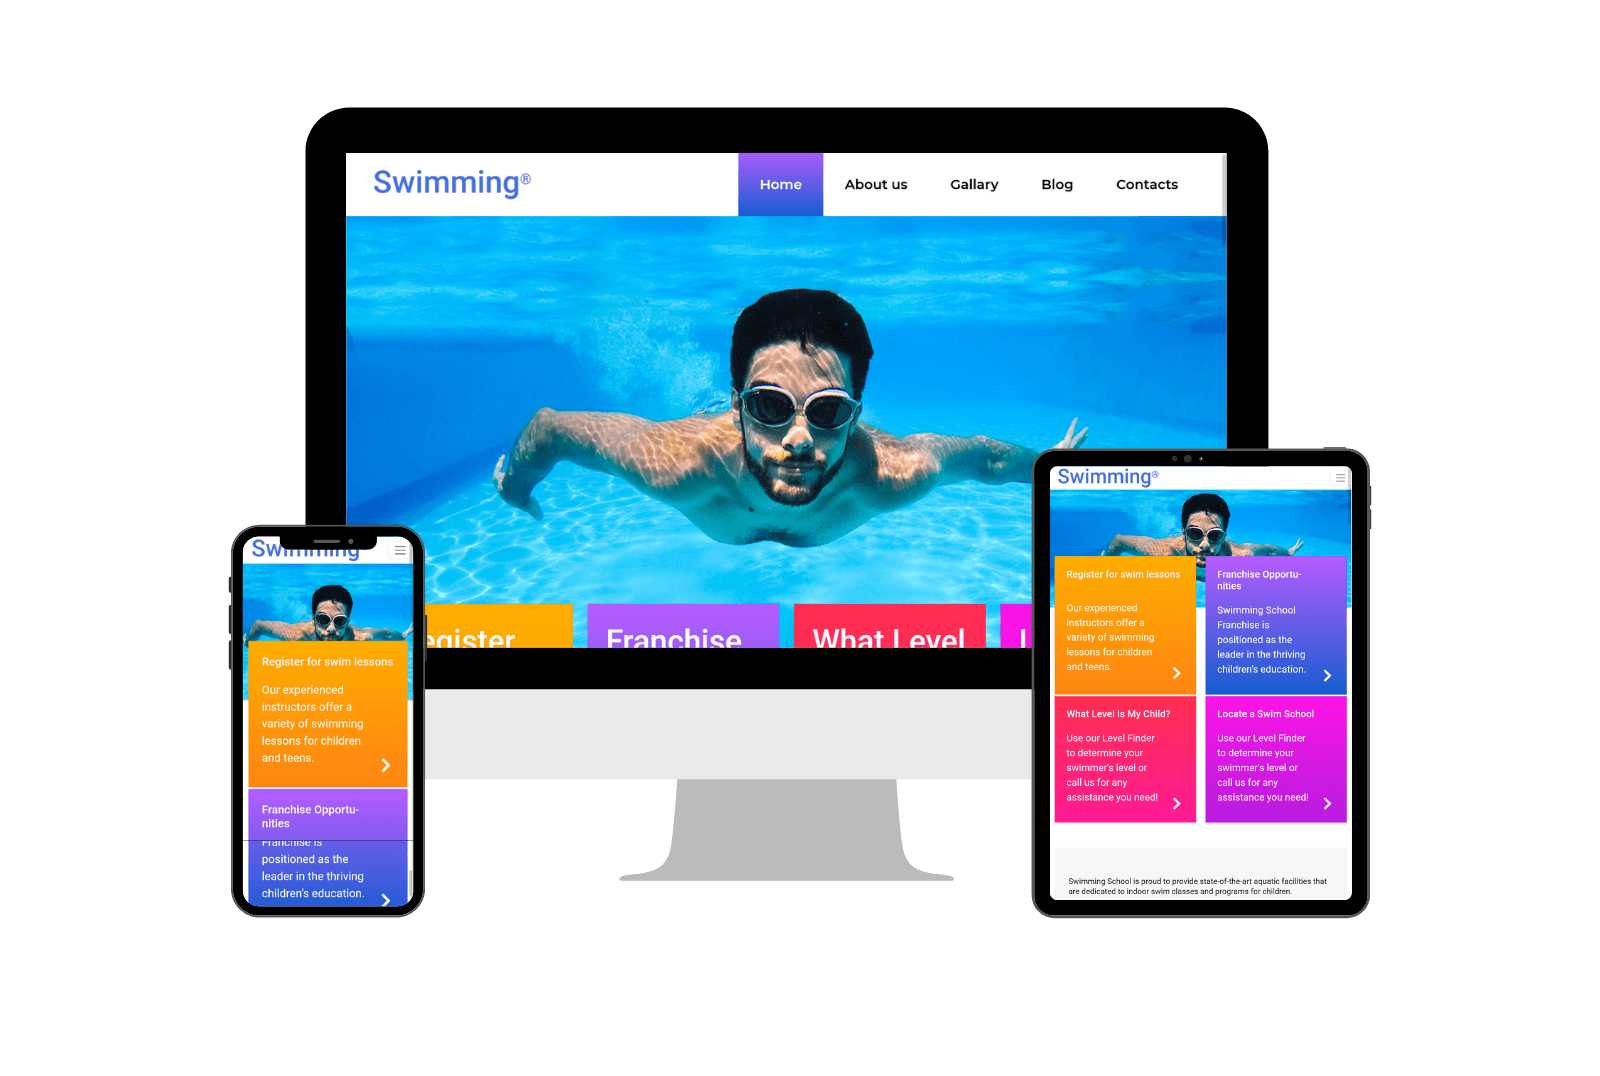 Swimming®
Home About us Gallary Blog Contacts
egister
Franchise
What Level
Swimming
Register for swim lessons
Our experienced
instructors offer a
variety of swimming
lessons for children
and teens.
Franchise Opportu-
nities
Franchise is
positioned as the
leader in the thriving
children's education.
Swimming®
Register for swim lessons
Our experienced
instructors offer a
variety of swimming
lessons for children
and teens.
Franchise Opportu-
nities
Swimming School
Franchise is
positioned as the
leader in the thriving
children's education.
What Level Is My Child?
Use our Level Finder
to determine your
swimmer's level or
call us for any
assistance you need!
Locate a Swim School
Use our Level Finder
to determine your
swimmer's level or
call us for any
assistance you need!
Swimming School is proud to provide state-of-the-art aquatic facilities that
are dedicated to indoor swim classes and programs for children.